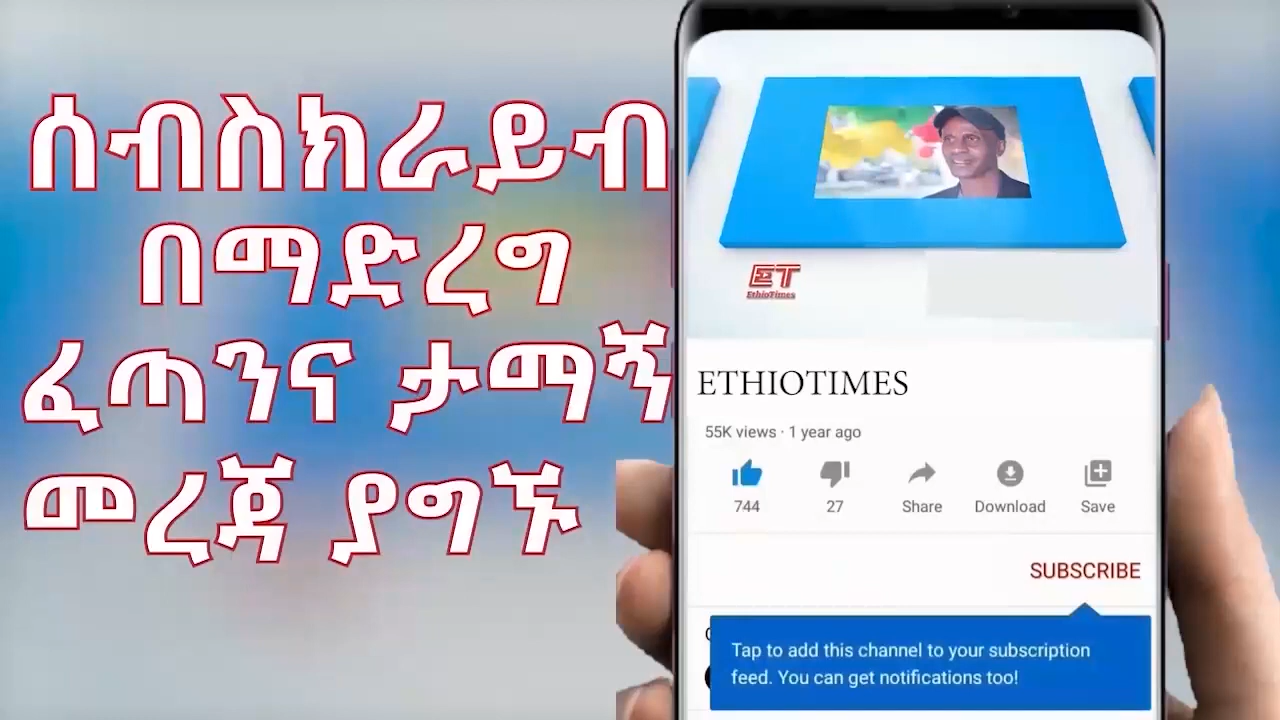 ሰብስክራይብ
በማድረግ
ፈጣንና ታማኝ
መረጃ ያግኙ
ET
EthioTimes
ETHIOTIMES
55K views · 1 year ago
744
27
Share
Download
Save
SUBSCRIBE
Tap to add this channel to your subscription
feed. You can get notifications too!